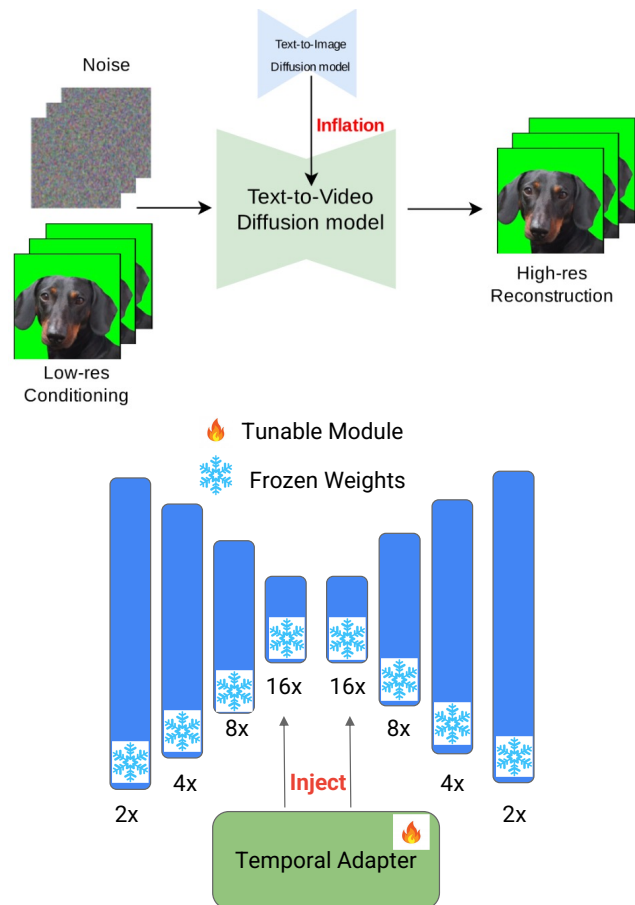 Text-to-Image
Diffusion model
Noise
Inflation
Text-to-Video
Diffusion model
High-res
Reconstruction
Low-res
Conditioning
Tunable Module
Frozen Weights
16x
16x
8x
8x
4x
4x
2x
2x
Inject
Temporal Adapter